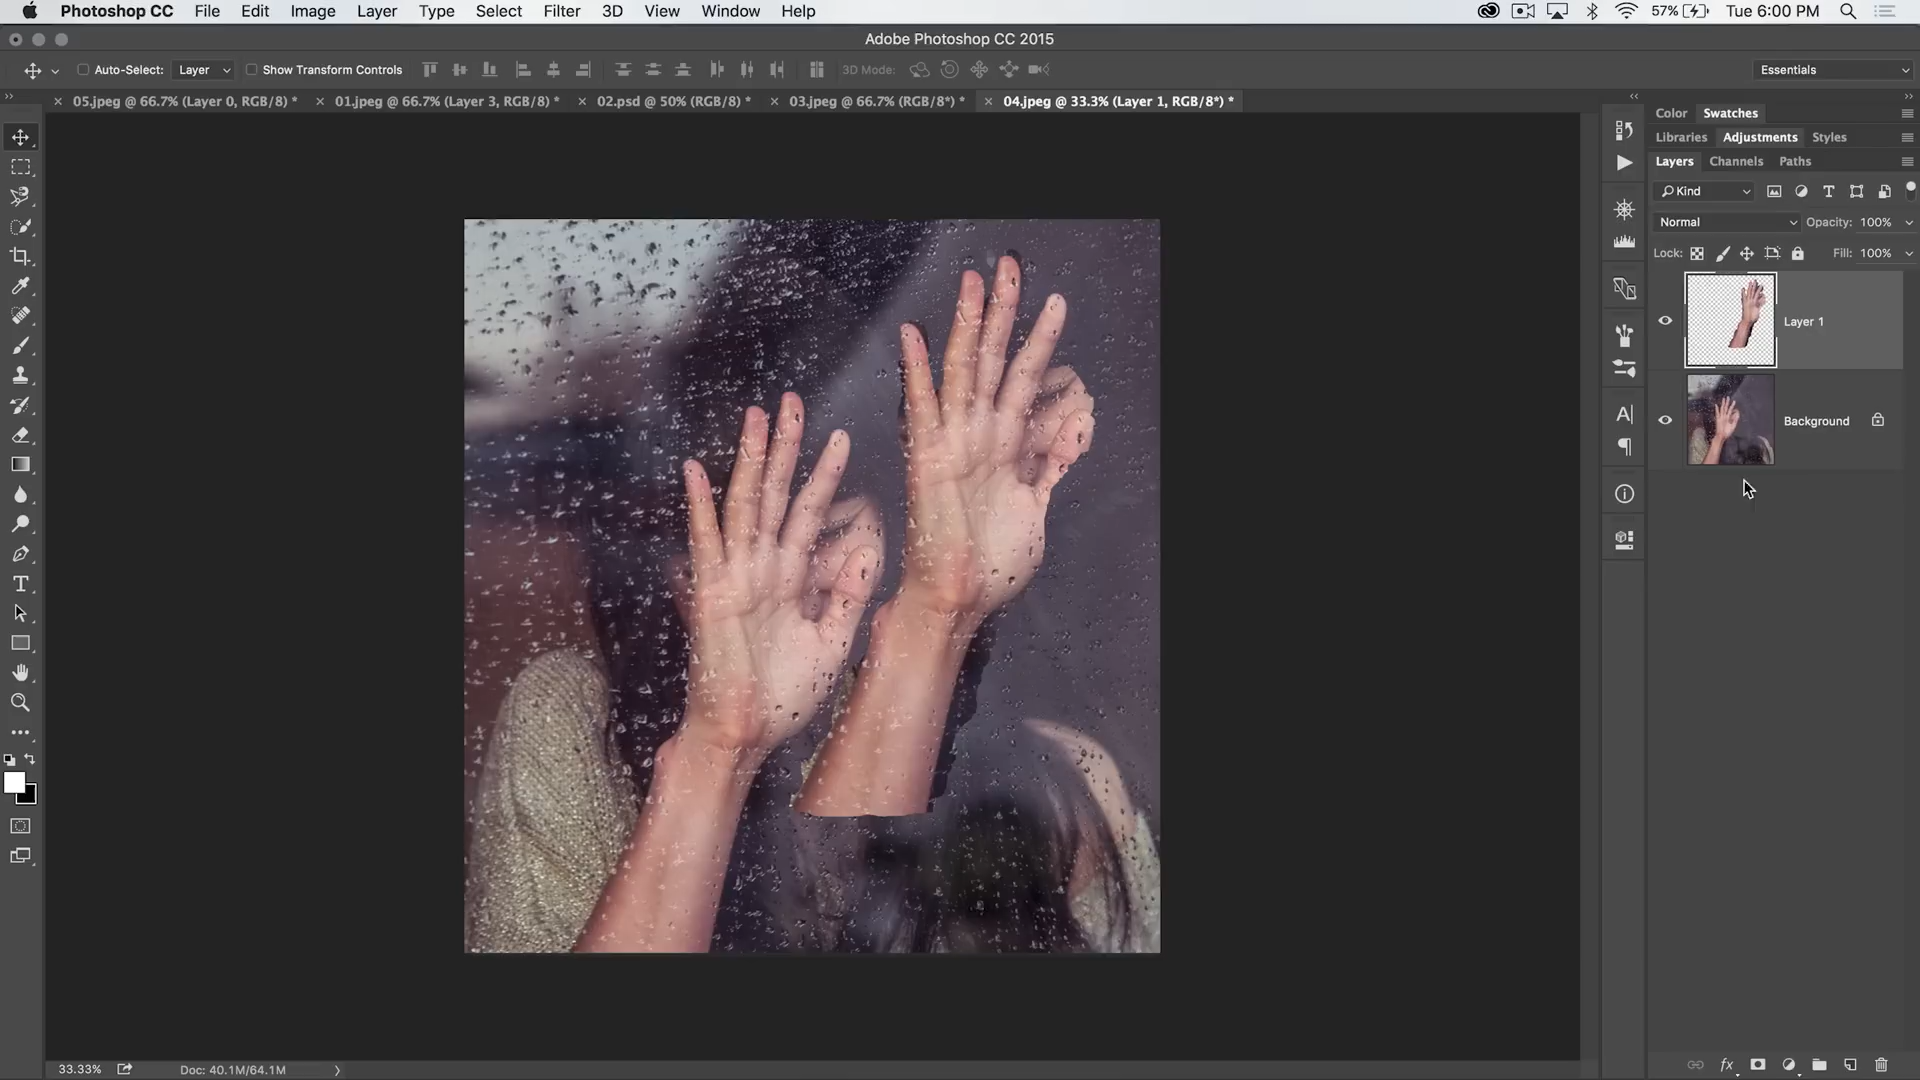 Photoshop CC File Edit Image Layer Type Select Filter 3D View Window Help 57% Tue 6:00 PM
Adobe Photoshop CC 2015
Auto-Select: Layer Show Transform Controls 3D Mode: Essentials
05.jpeg @ 66.7% (Layer 0, RGB/8) * 01.jpeg @ 66.7% (Layer 3, RGB/8) * 02.psd @ 50% (RGB/8) * 03.jpeg @ 66.7% (RGB/8*) * 04.jpeg @ 33.3% (Layer 1, RGB/8*) *
Color Swatches
Libraries Adjustments Styles
Layers Channels Paths
Kind
Normal Opacity: 100%
Lock: Fill: 100%
Layer 1
Background
33.33% Doc: 40.1M/64.1M